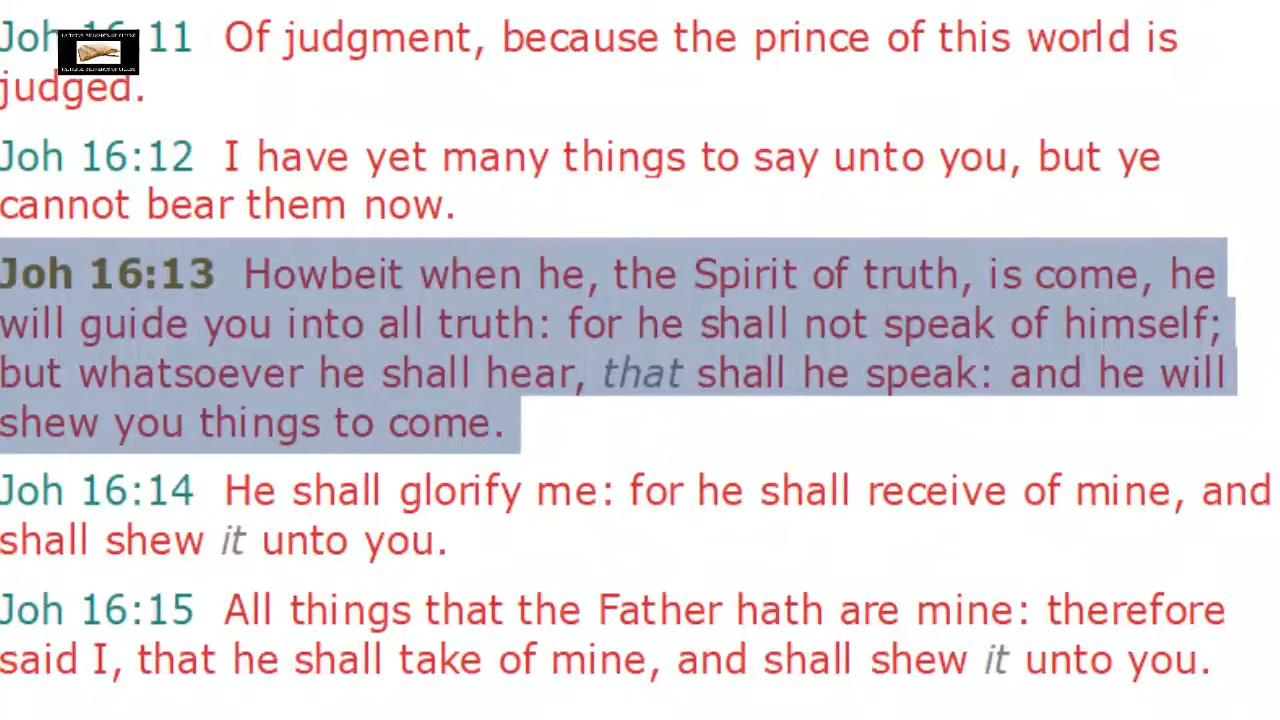 Joh 16:11 Of judgment, because the prince of this world is
judged.
Joh 16:12 I have yet many things to say unto you, but ye
cannot bear them now.
Joh 16:13 Howbeit when he, the Spirit of truth, is come, he
will guide you into all truth: for he shall not speak of himself;
but whatsoever he shall hear, that shall he speak: and he will
shew you things to come.
Joh 16:14 He shall glorify me: for he shall receive of mine, and
shall shew it unto you.
Joh 16:15 All things that the Father hath are mine: therefore
said I, that he shall take of mine, and shall shew it unto you.